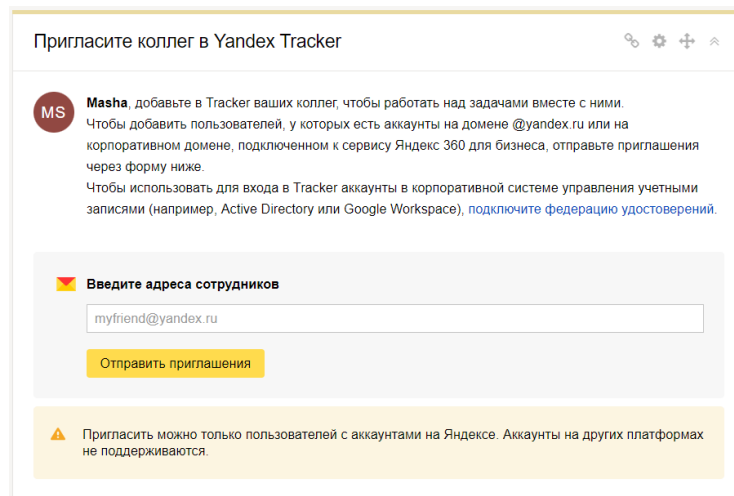 Пригласите коллег в Yandex Tracker
MS
Masha, добавьте в Tracker ваших коллег, чтобы работать над задачами вместе с ними.
Чтобы добавить пользователей, у которых есть аккаунты на домене @yandex.ru или на
корпоративном домене, подключенном к сервису Яндекс 360 для бизнеса, отправьте приглашения
через форму ниже.
Чтобы использовать для входа в Tracker аккаунты в корпоративной системе управления учетными
записями (например, Active Directory или Google Workspace), подключите федерацию удостоверений.
Введите адреса сотрудников
myfriend@yandex.ru
Отправить приглашения
Пригласить можно только пользователей с аккаунтами на Яндексе. Аккаунты на других платформах
не поддерживаются.